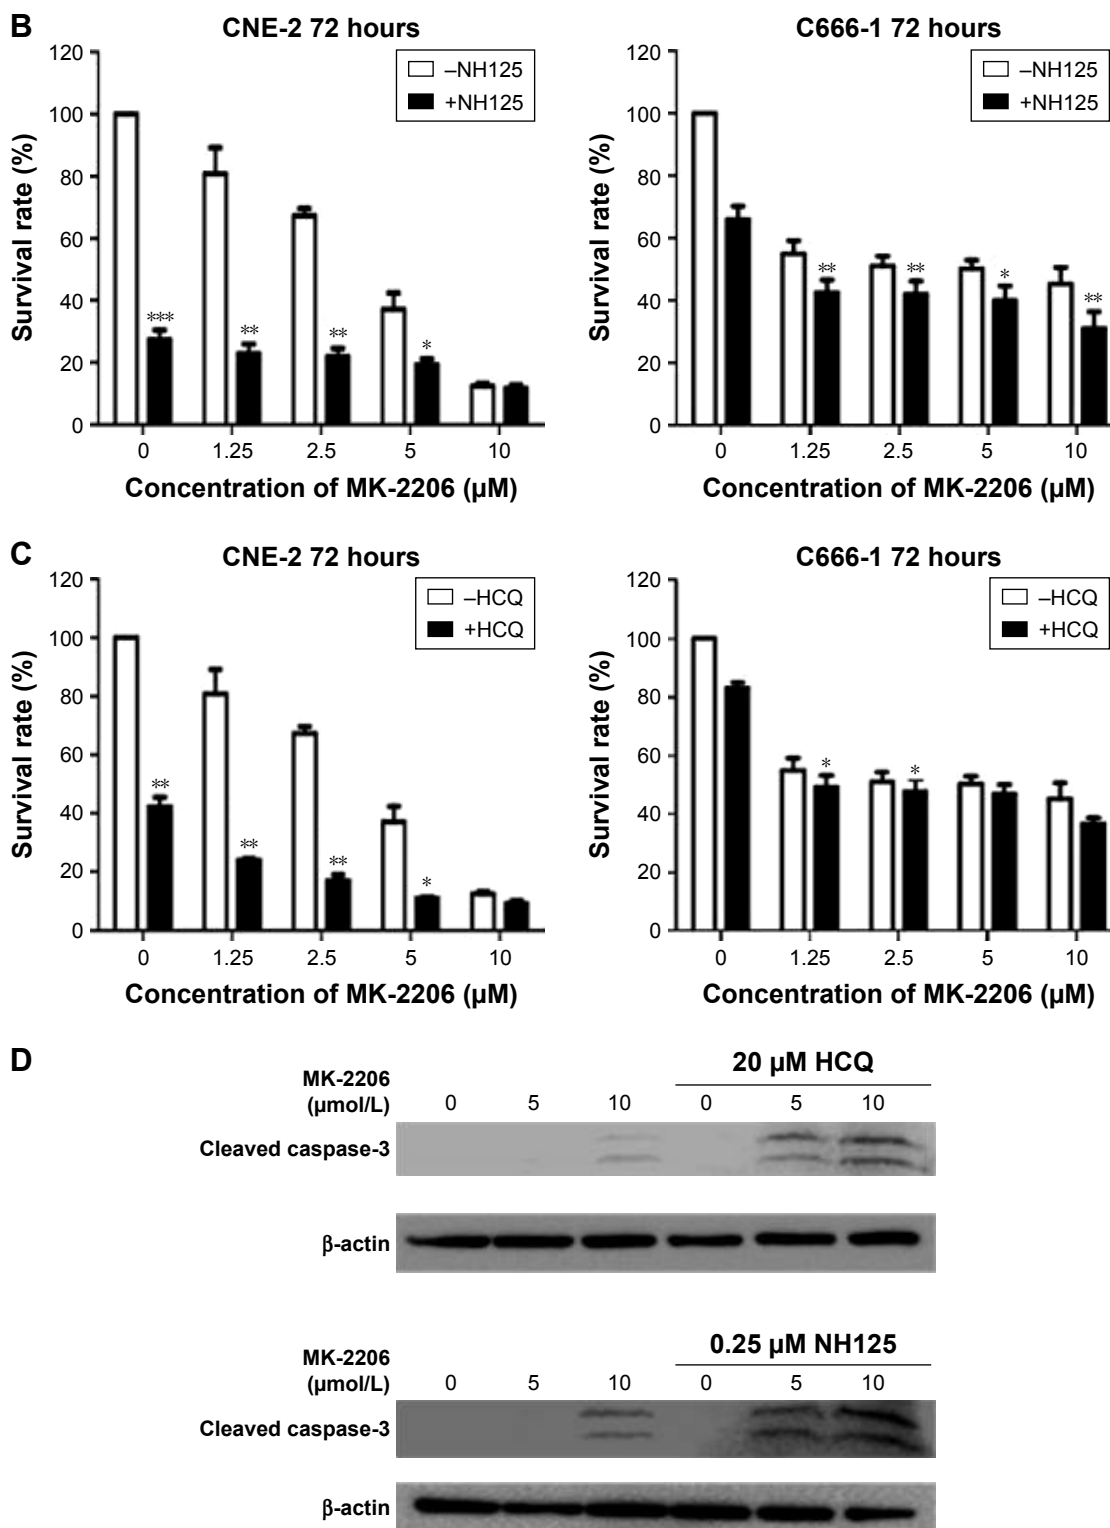 B
CNE-2 72 hours
120
100
80
60
40
20
0
Survival rate (%)
–NH125
+NH125
***
**
**
*
0 1.25 2.5 5 10
Concentration of MK-2206 (µM)
C666-1 72 hours
120
100
80
60
40
20
0
Survival rate (%)
–NH125
+NH125
**
**
*
**
0 1.25 2.5 5 10
Concentration of MK-2206 (µM)
C
CNE-2 72 hours
120
100
80
60
40
20
0
Survival rate (%)
–HCQ
+HCQ
**
**
**
*
0 1.25 2.5 5 10
Concentration of MK-2206 (µM)
C666-1 72 hours
120
100
80
60
40
20
0
Survival rate (%)
–HCQ
+HCQ
*
*
0 1.25 2.5 5 10
Concentration of MK-2206 (µM)
D
20 µM HCQ
MK-2206
(µmol/L) 0 5 10 0 5 10
Cleaved caspase-3
β-actin
0.25 µM NH125
MK-2206
(µmol/L) 0 5 10 0 5 10
Cleaved caspase-3
β-actin